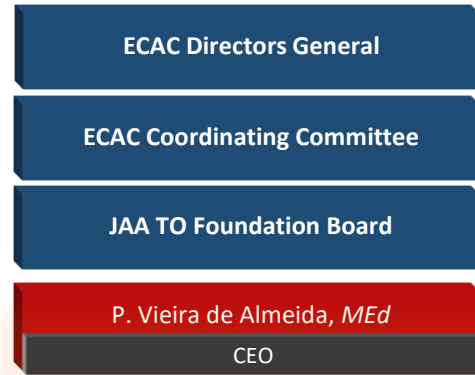 ECAC Directors General
ECAC Coordinating Committee
JAA TO Foundation Board
P. Vieira de Almeida, MEd
CEO